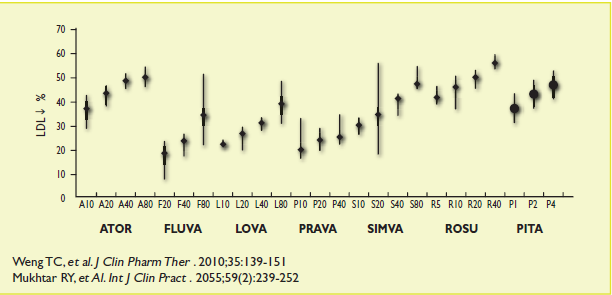 70
60
50
40
30
20
10
0
LDL↓ %
A10 A20 A40 A80 F20 F40 F80 L10 L20 L40 L80 P10 P20 P40 S10 S20 S40 S80 R5 R10 R20 R40 P1 P2 P4
ATOR FLUVA LOVA PRAVA SIMVA ROSU PITA
Weng TC, et al. J Clin Pharm Ther . 2010;35:139-151
Mukhtar RY, et Al. Int J Clin Pract . 2055;59(2):239-252